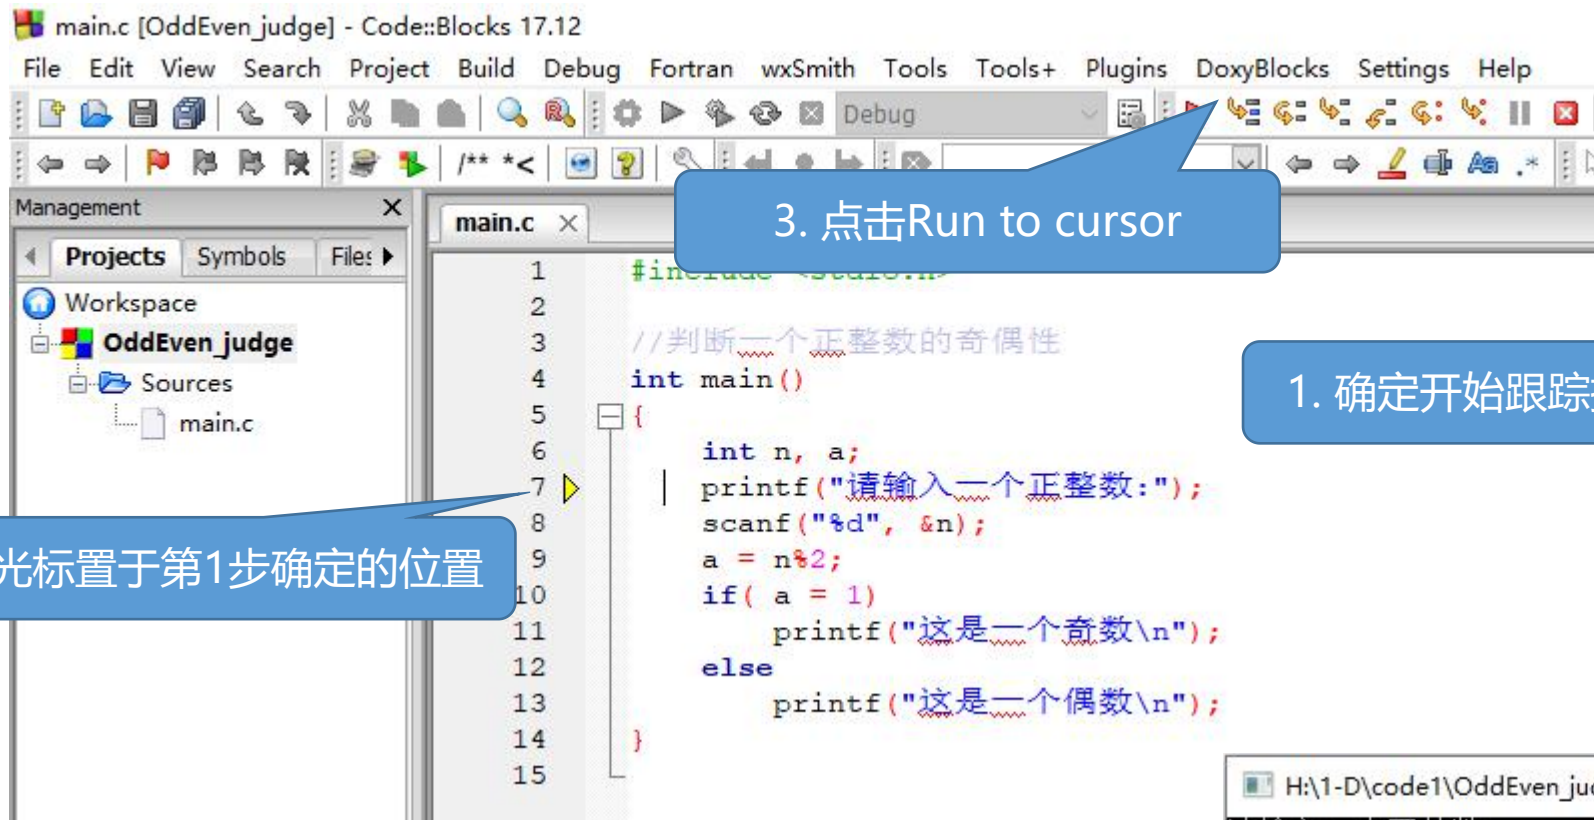 main.c [OddEven_judge] - Code::Blocks 17.12
File Edit View Search Project Build Debug Fortran wxSmith Tools Tools+ Plugins DoxyBlocks Settings Help
Debug
/** *<
Management
main.c
3. 点击Run to cursor
Projects Symbols Files
1 #include <stdio.h>
Workspace
2
OddEven_judge
3 //判断一个正整数的奇偶性
Sources
4 int main()
1. 确定开始跟踪
main.c
5 {
6 int n, a;
7 printf("请输入一个正整数:");
8 scanf("%d", &n);
光标置于第1步确定的位置
9 a = n%2;
10 if( a = 1)
11 printf("这是一个奇数\n");
12 else
13 printf("这是一个偶数\n");
14 }
15
H:\1-D\code1\OddEven_ju